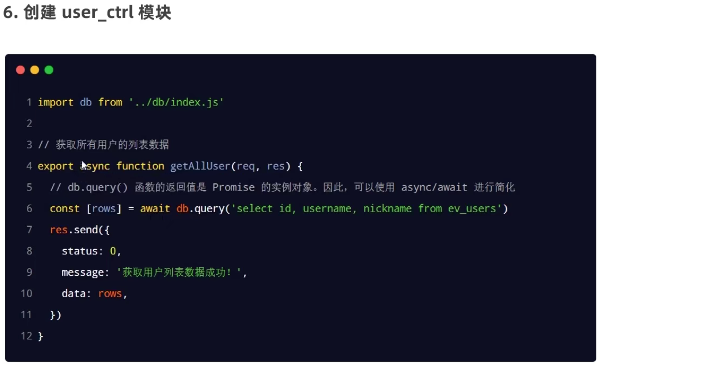 6. 创建 user_ctrl 模块
1 import db from '../db/index.js'
2
3 // 获取所有用户的列表数据
4 export async function getAllUser(req, res) {
5   // db.query() 函数的返回值是 Promise 的实例对象。因此，可以使用 async/await 进行简化
6   const [rows] = await db.query('select id, username, nickname from ev_users')
7   res.send({
8     status: 0,
9     message: '获取用户列表数据成功！',
10     data: rows,
11   })
12 }